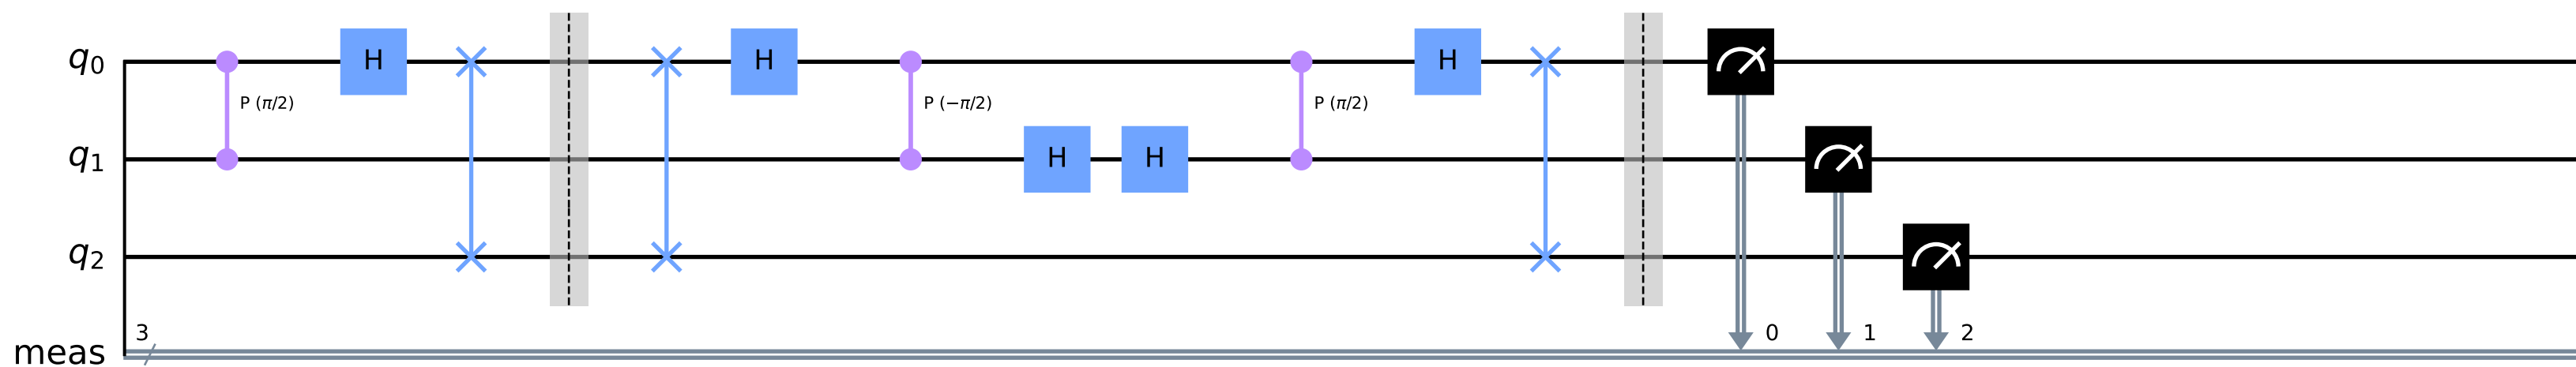 q0 H H H
P (π/2) P (−π/2) P (π/2)
q1 H H
q2
3 0 1 2
meas